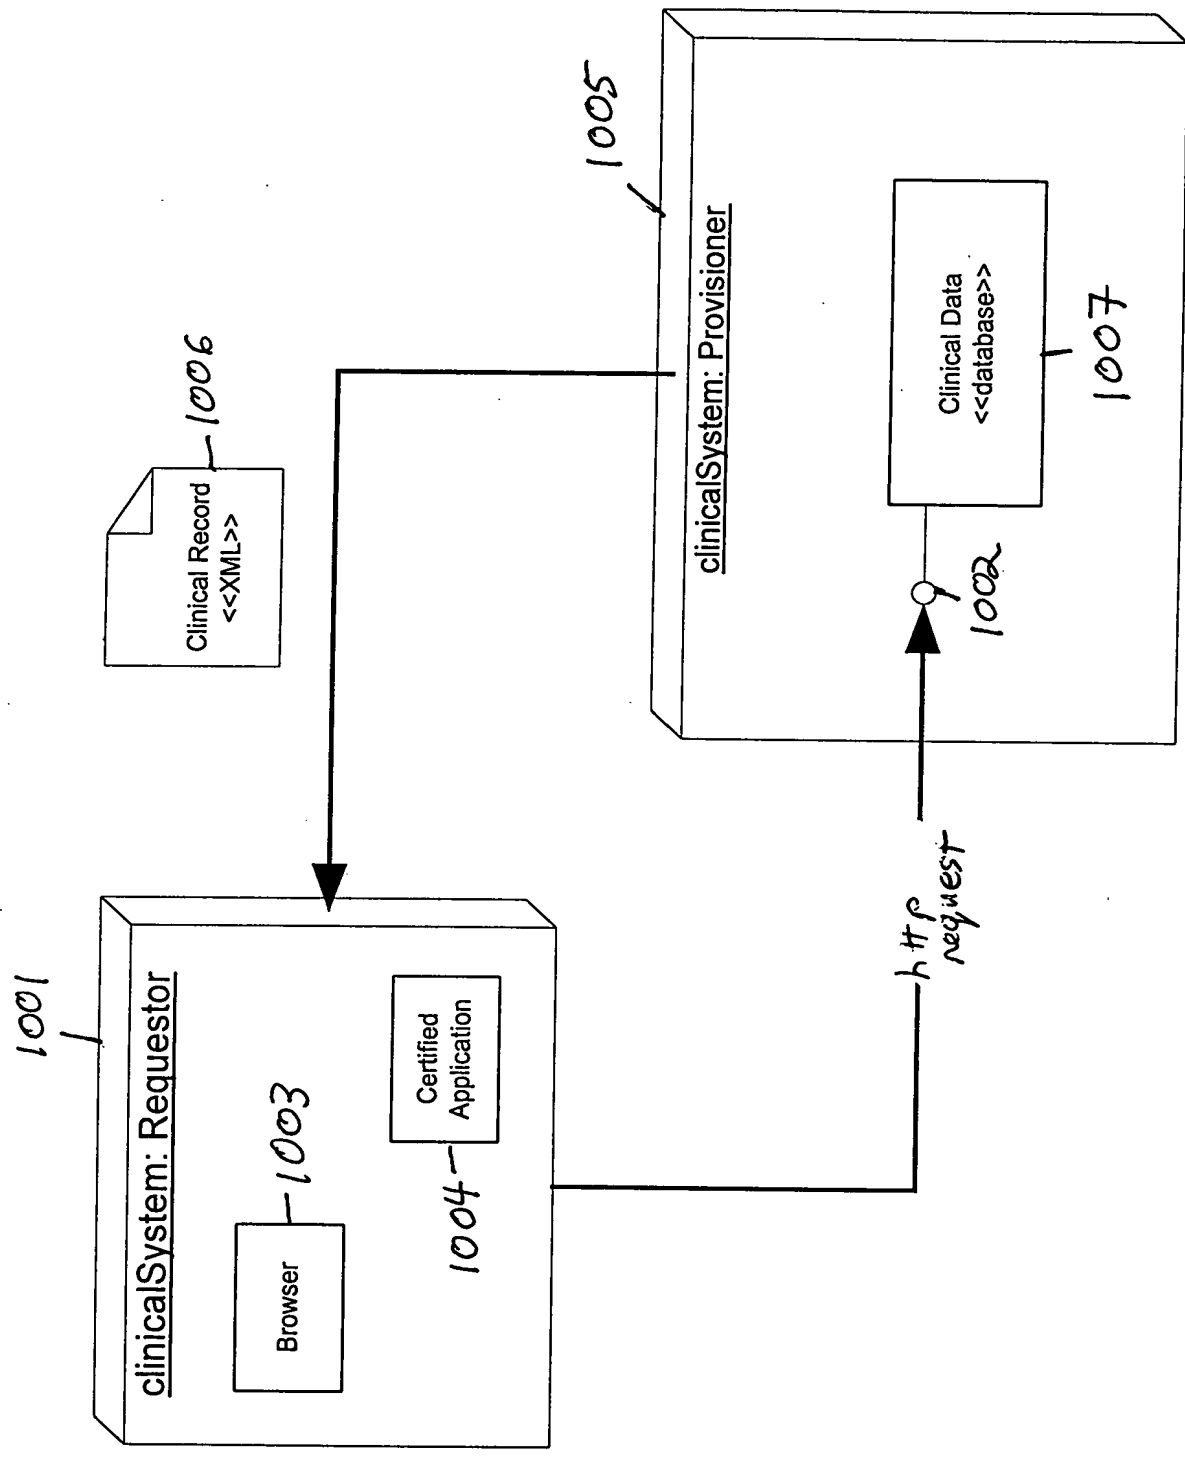 1001
clinicalSystem: Requestor
Browser
1003
Certified
Application
1004
Clinical Record
<<XML>>
1006
http
request
1005
clinicalSystem: Provisioner
1002
Clinical Data
<<database>>
1007